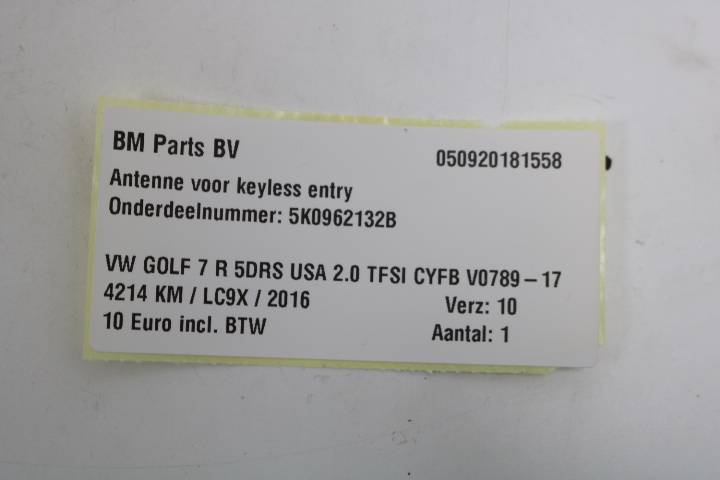 BM Parts BV 050920181558
Antenne voor keyless entry
Onderdeelnummer: 5K0962132B
VW GOLF 7 R 5DRS USA 2.0 TFSI CYFB V0789-17
4214 KM / LC9X / 2016 Verz: 10
10 Euro incl. BTW Aantal: 1